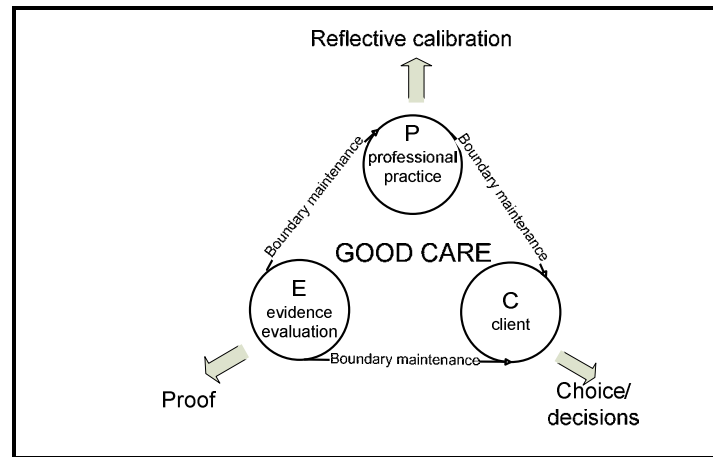 Reflective calibration
P
professional
practice
Boundary maintenance
Boundary maintenance
GOOD CARE
E
evidence
evaluation
C
client
Boundary maintenance
Proof
Choice/
decisions